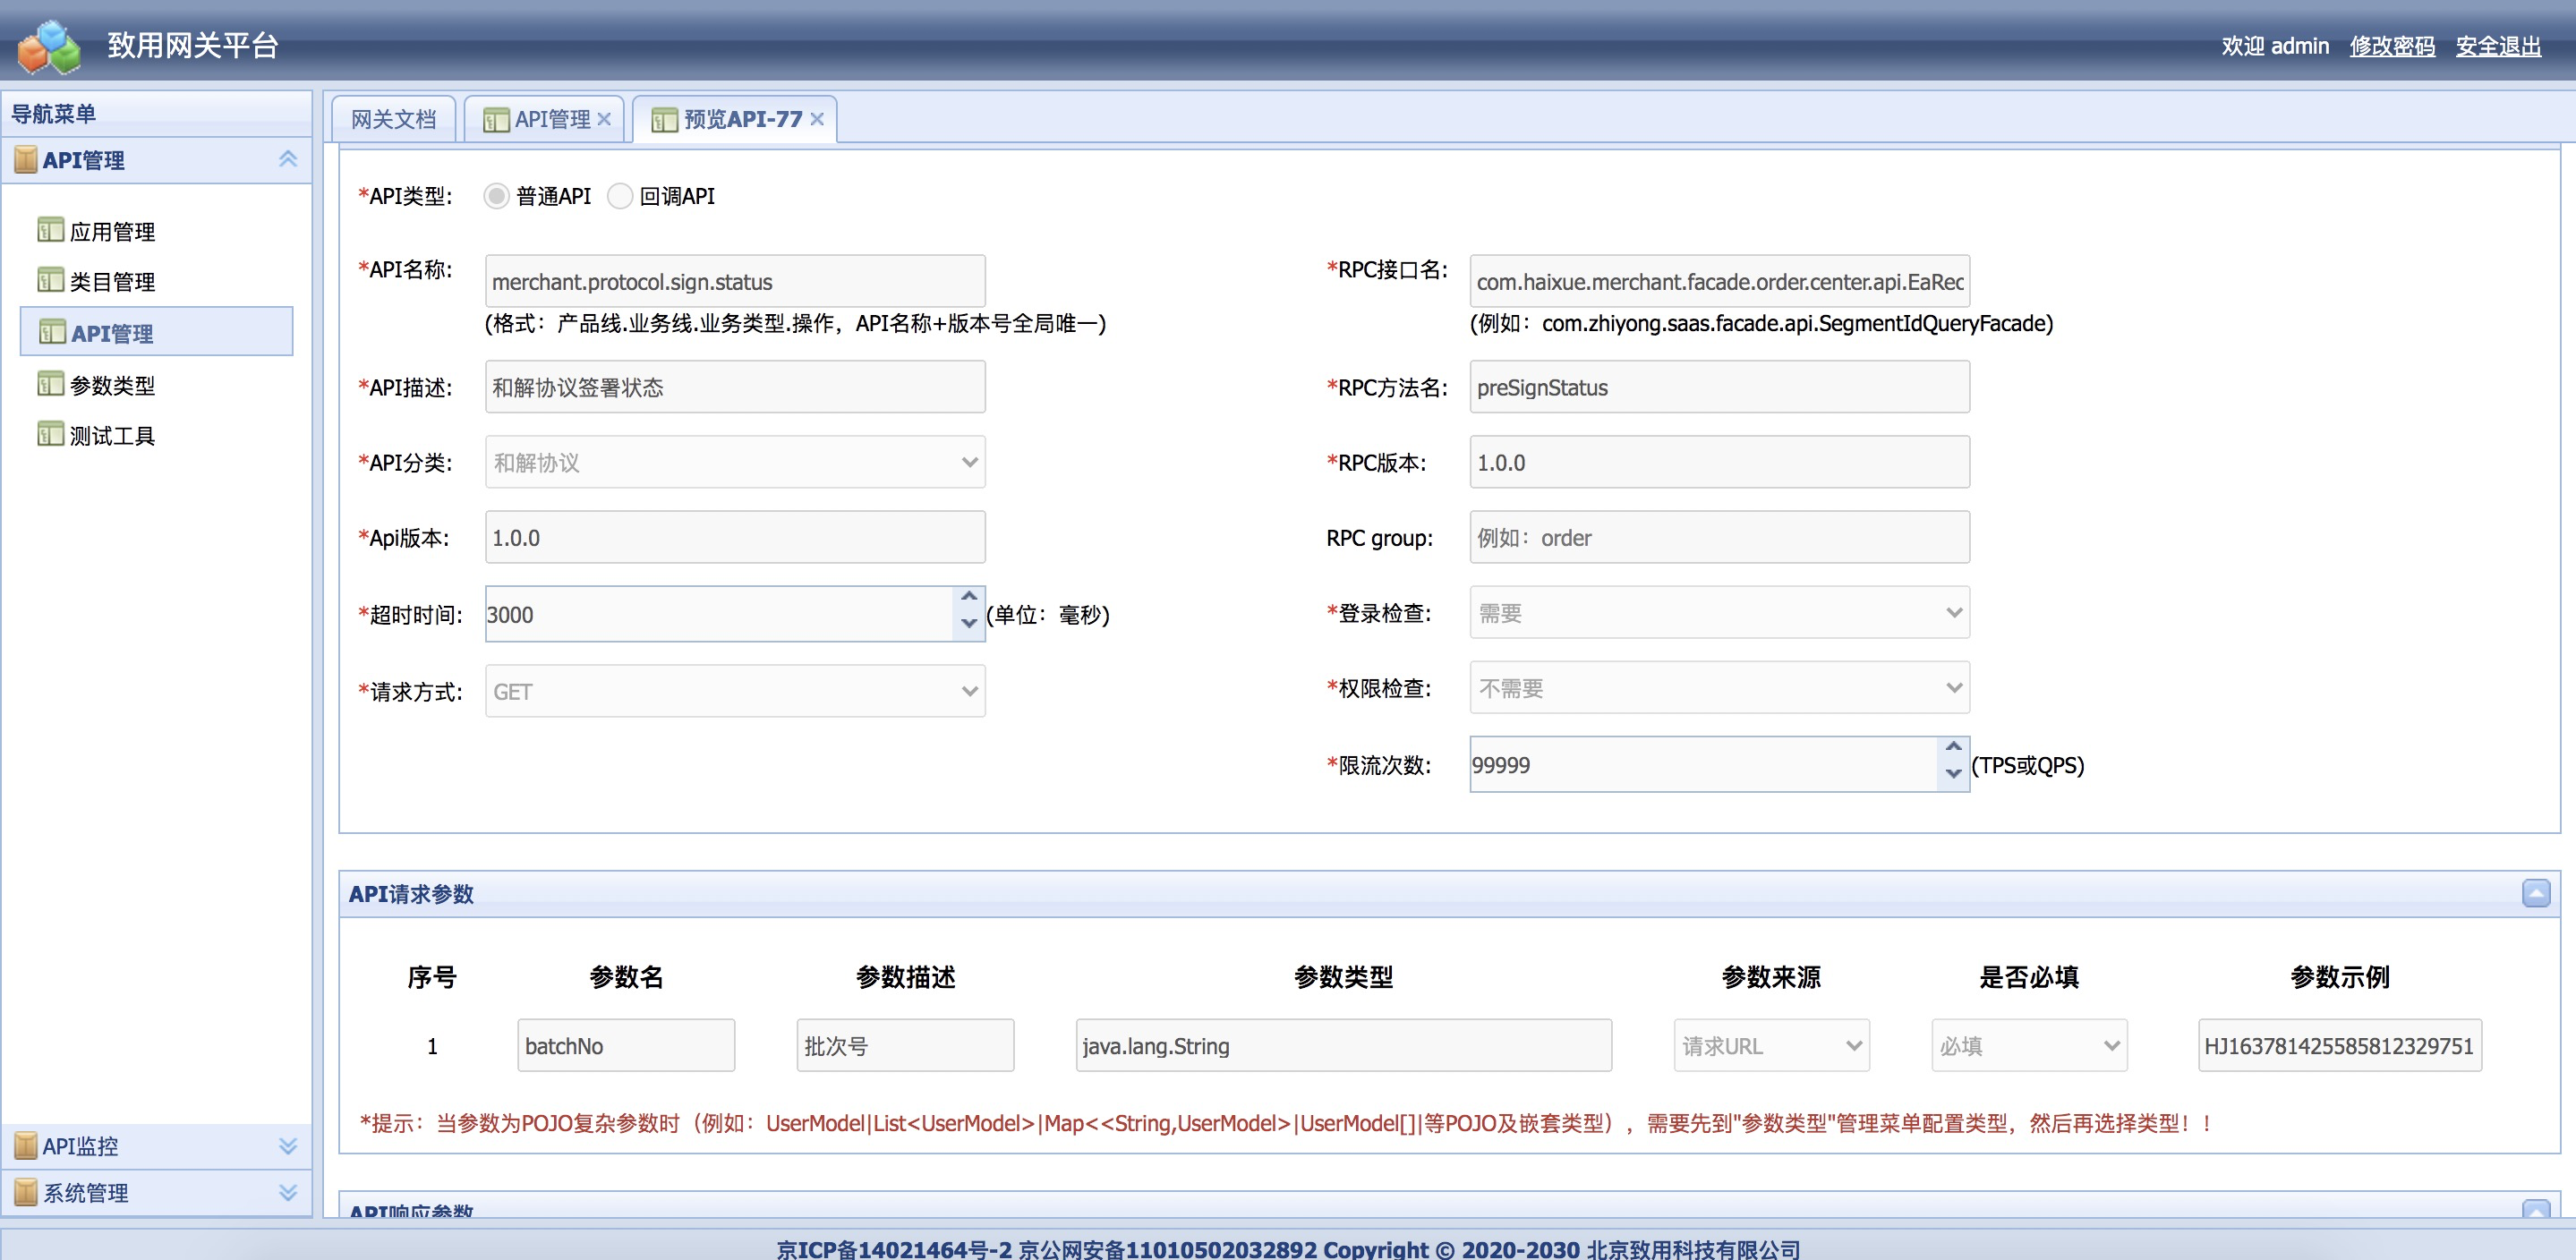 致用网关平台
欢迎 admin 修改密码 安全退出
导航菜单
API管理
应用管理
类目管理
API管理
参数类型
测试工具
API监控
系统管理
网关文档 API管理 预览API-77
*API类型: 普通API 回调API
*API名称: merchant.protocol.sign.status
(格式：产品线.业务线.业务类型.操作，API名称+版本号全局唯一)
*RPC接口名: com.haixue.merchant.facade.order.center.api.EaRec
(例如：com.zhiyong.saas.facade.api.SegmentIdQueryFacade)
*API描述: 和解协议签署状态
*RPC方法名: preSignStatus
*API分类: 和解协议
*RPC版本: 1.0.0
*Api版本: 1.0.0
RPC group: 例如：order
*超时时间: 3000 (单位：毫秒)
*登录检查: 需要
*请求方式: GET
*权限检查: 不需要
*限流次数: 99999 (TPS或QPS)
API请求参数
序号 参数名 参数描述 参数类型 参数来源 是否必填 参数示例
1 batchNo 批次号 java.lang.String 请求URL 必填 HJ163781425585812329751
*提示：当参数为POJO复杂参数时（例如：UserModel|List<UserModel>|Map<<String,UserModel>|UserModel[]|等POJO及嵌套类型），需要先到"参数类型"管理菜单配置类型，然后再选择类型！！
API响应参数
京ICP备14021464号-2 京公网安备11010502032892 Copyright © 2020-2030 北京致用科技有限公司